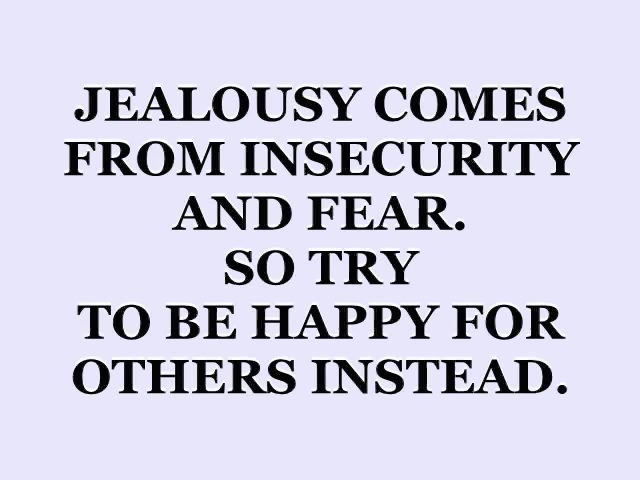 JEALOUSY COMES
FROM INSECURITY
AND FEAR.
SO TRY
TO BE HAPPY FOR
OTHERS INSTEAD.